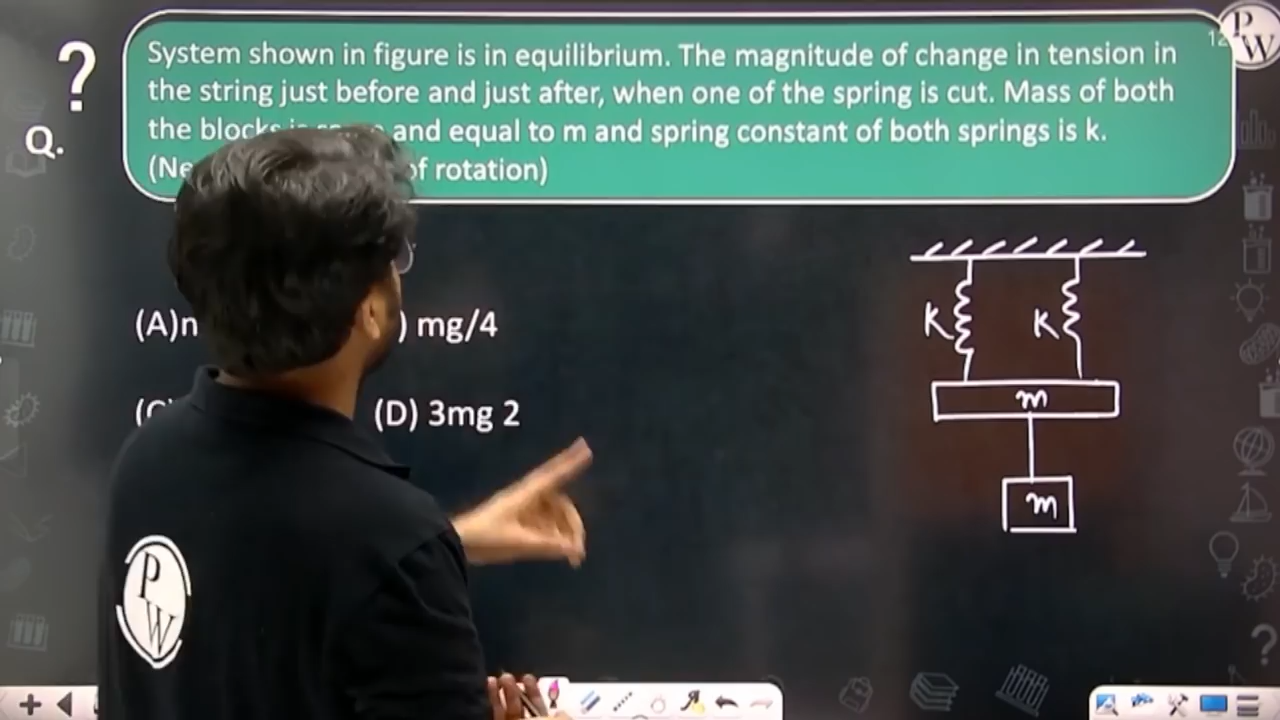 ?
Q.
System shown in figure is in equilibrium. The magnitude of change in tension in
the string just before and just after, when one of the spring is cut. Mass of both
the blocks and equal to m and spring constant of both springs is k.
of rotation)
(A) ) mg/4
(D) 3mg 2
K K
m
m
P
W
P
W
12
?